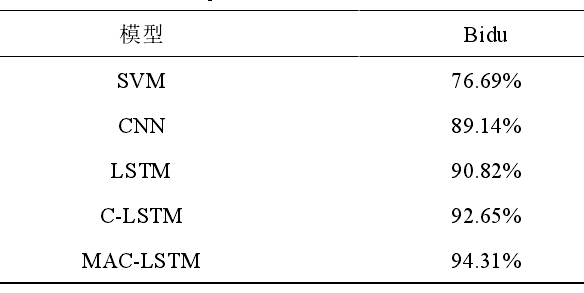 模型 Bidu
SVM 76.69%
CNN 89.14%
LSTM 90.82%
C-LSTM 92.65%
MAC-LSTM 94.31%